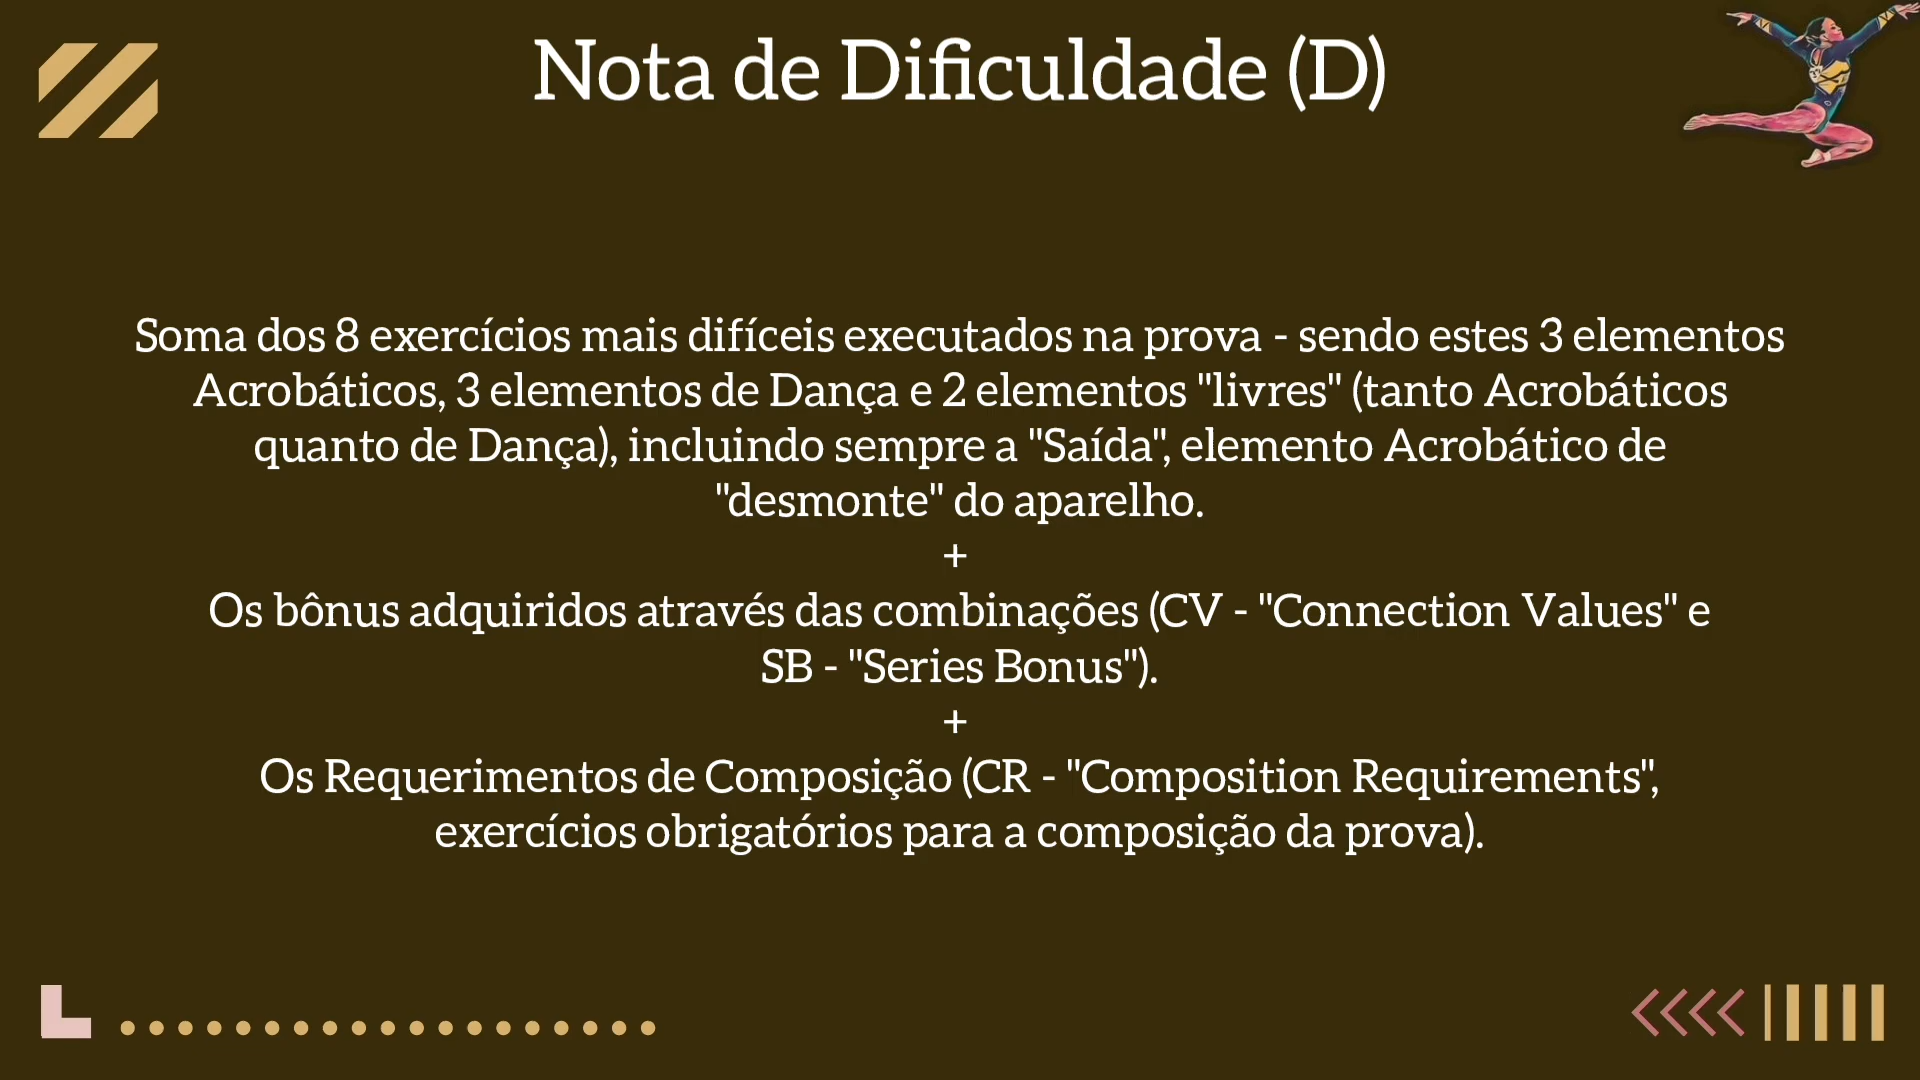 Nota de Dificuldade (D)
Soma dos 8 exercícios mais difíceis executados na prova - sendo estes 3 elementos
Acrobáticos, 3 elementos de Dança e 2 elementos "livres" (tanto Acrobáticos
quanto de Dança), incluindo sempre a "Saída", elemento Acrobático de
"desmonte" do aparelho.
+
Os bônus adquiridos através das combinações (CV - "Connection Values" e
SB - "Series Bonus").
+
Os Requerimentos de Composição (CR - "Composition Requirements",
exercícios obrigatórios para a composição da prova).